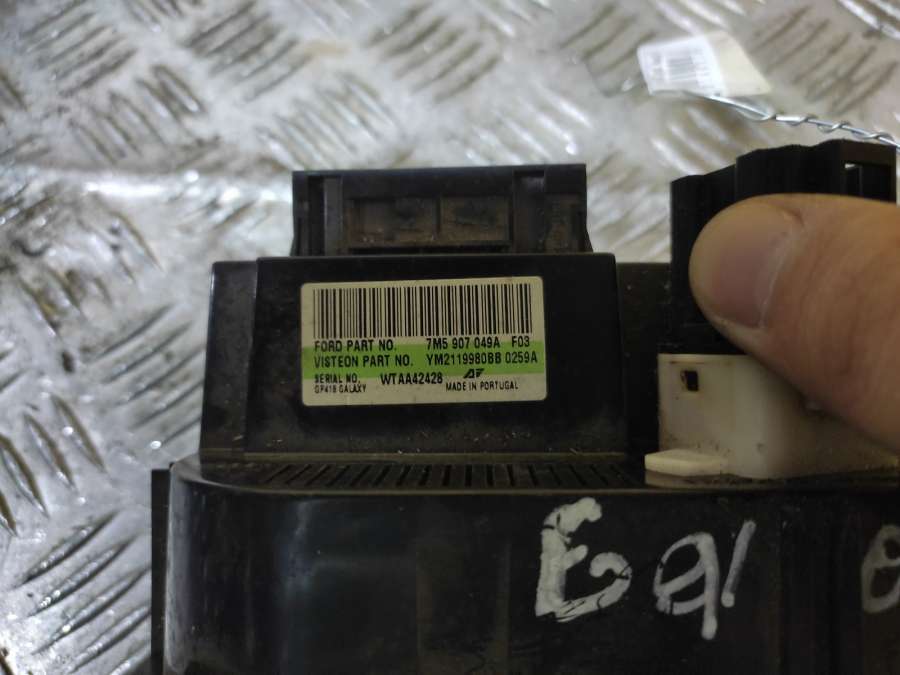 FORD PART NO. 7M5 907 049A F03
VISTEON PART NO. YM2119980BB 0259A
SERIAL NO. WTAA42428
GP418 GALAXY MADE IN PORTUGAL